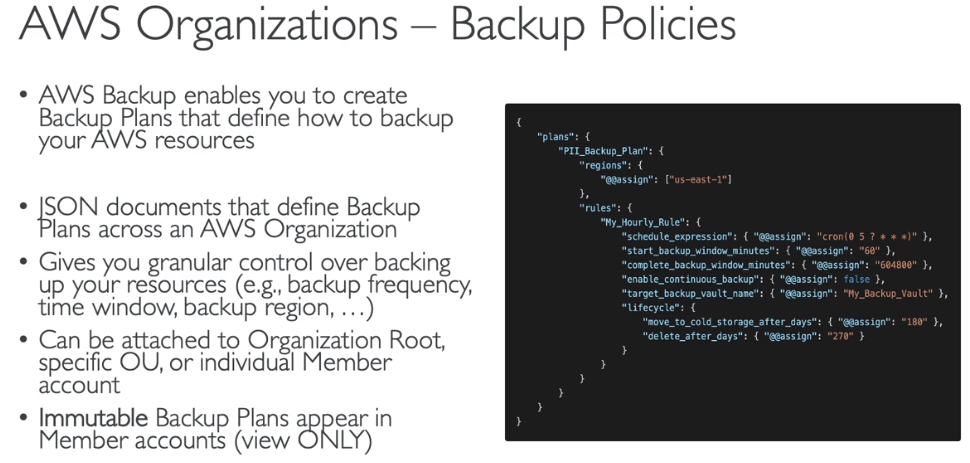 AWS Organizations – Backup Policies
• AWS Backup enables you to create
Backup Plans that define how to backup
your AWS resources
• JSON documents that define Backup
Plans across an AWS Organization
• Gives you granular control over backing
up your resources (e.g., backup frequency,
time window, backup region, …)
• Can be attached to Organization Root,
specific OU, or individual Member
account
• Immutable Backup Plans appear in
Member accounts (view ONLY)
{
"plans": {
"PII_Backup_Plan": {
"regions": {
"@@assign": ["us-east-1"]
},
"rules": {
"My_Hourly_Rule": {
"schedule_expression": { "@@assign": "cron(0 5 ? * * *)" },
"start_backup_window_minutes": { "@@assign": "60" },
"complete_backup_window_minutes": { "@@assign": "604800" },
"enable_continuous_backup": { "@@assign": false },
"target_backup_vault_name": { "@@assign": "My_Backup_Vault" },
"lifecycle": {
"move_to_cold_storage_after_days": { "@@assign": "180" },
"delete_after_days": { "@@assign": "270" }
}
}
}
}
}
}